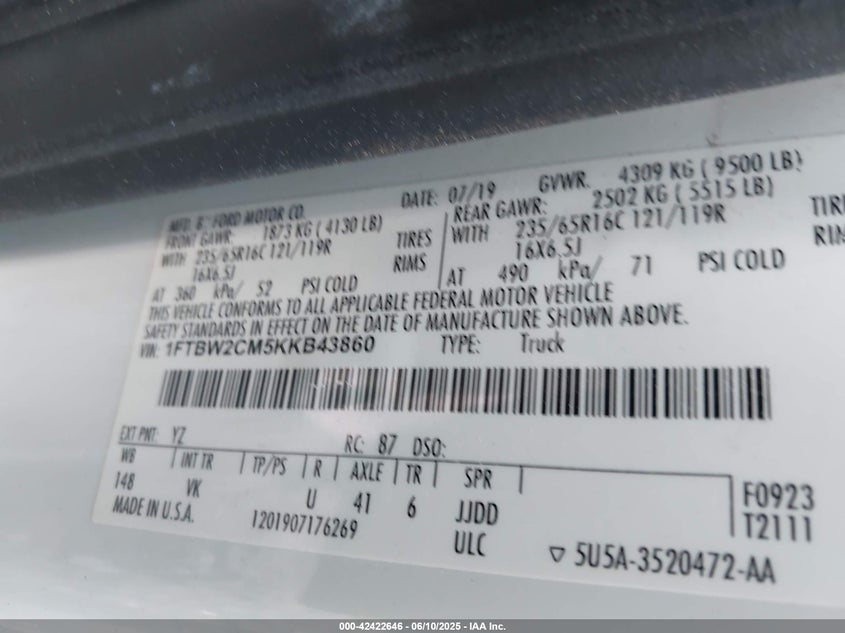 MFD. BY FORD MOTOR CO.
DATE: 07/19 GVWR. 4309 KG ( 9500 LB)
FRONT GAWR: 1873 KG ( 4130 LB)
REAR GAWR: 2502 KG ( 5515 LB)
WITH 235/65R16C 121/119R TIRES
WITH 235/65R16C 121/119R
16X6.5J RIMS
16X6.5J
AT 360 kPa/ 52 PSI COLD
AT 490 kPa/ 71 PSI COLD
THIS VEHICLE CONFORMS TO ALL APPLICABLE FEDERAL MOTOR VEHICLE
SAFETY STANDARDS IN EFFECT ON THE DATE OF MANUFACTURE SHOWN ABOVE.
VIN: 1FTBW2CM5KKB43860 TYPE: Truck
EXT PNT: YZ RC: 87 DSO:
WB INT TR TP/PS R AXLE TR SPR
148 VK U 41 6 JJDD
F0923
T2111
MADE IN U.S.A. 1201907176269 ULC
5U5A-3520472-AA
000-42422646 - 06/10/2025 - IAA Inc.